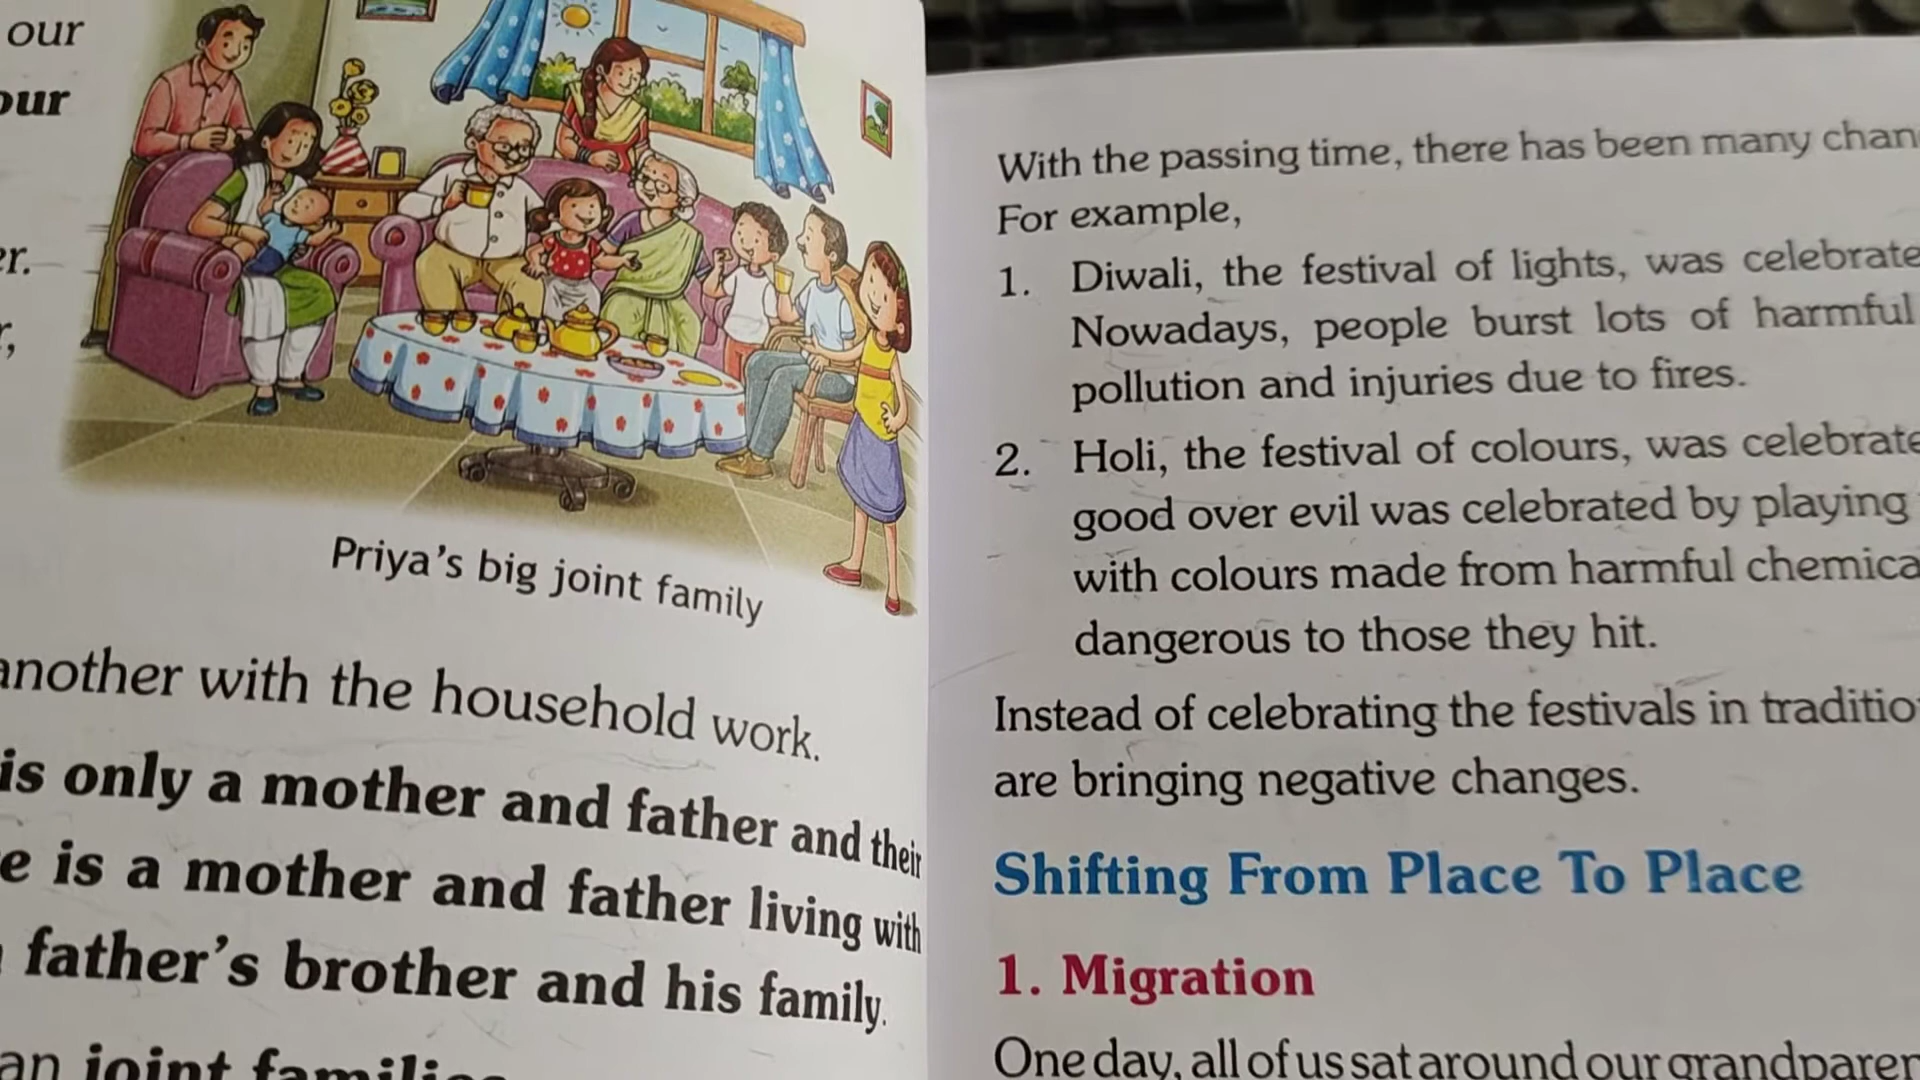 our
our
er.
r,
Priya's big joint family
another with the household work.
is only a mother and father and their
e is a mother and father living with
father's brother and his family.
an joint families
With the passing time, there has been many chan
For example,
1. Diwali, the festival of lights, was celebrate
Nowadays, people burst lots of harmful
pollution and injuries due to fires.
2. Holi, the festival of colours, was celebrate
good over evil was celebrated by playing
with colours made from harmful chemica
dangerous to those they hit.
Instead of celebrating the festivals in traditio
are bringing negative changes.
Shifting From Place To Place
1. Migration
One day, all of us sat around our grandparen